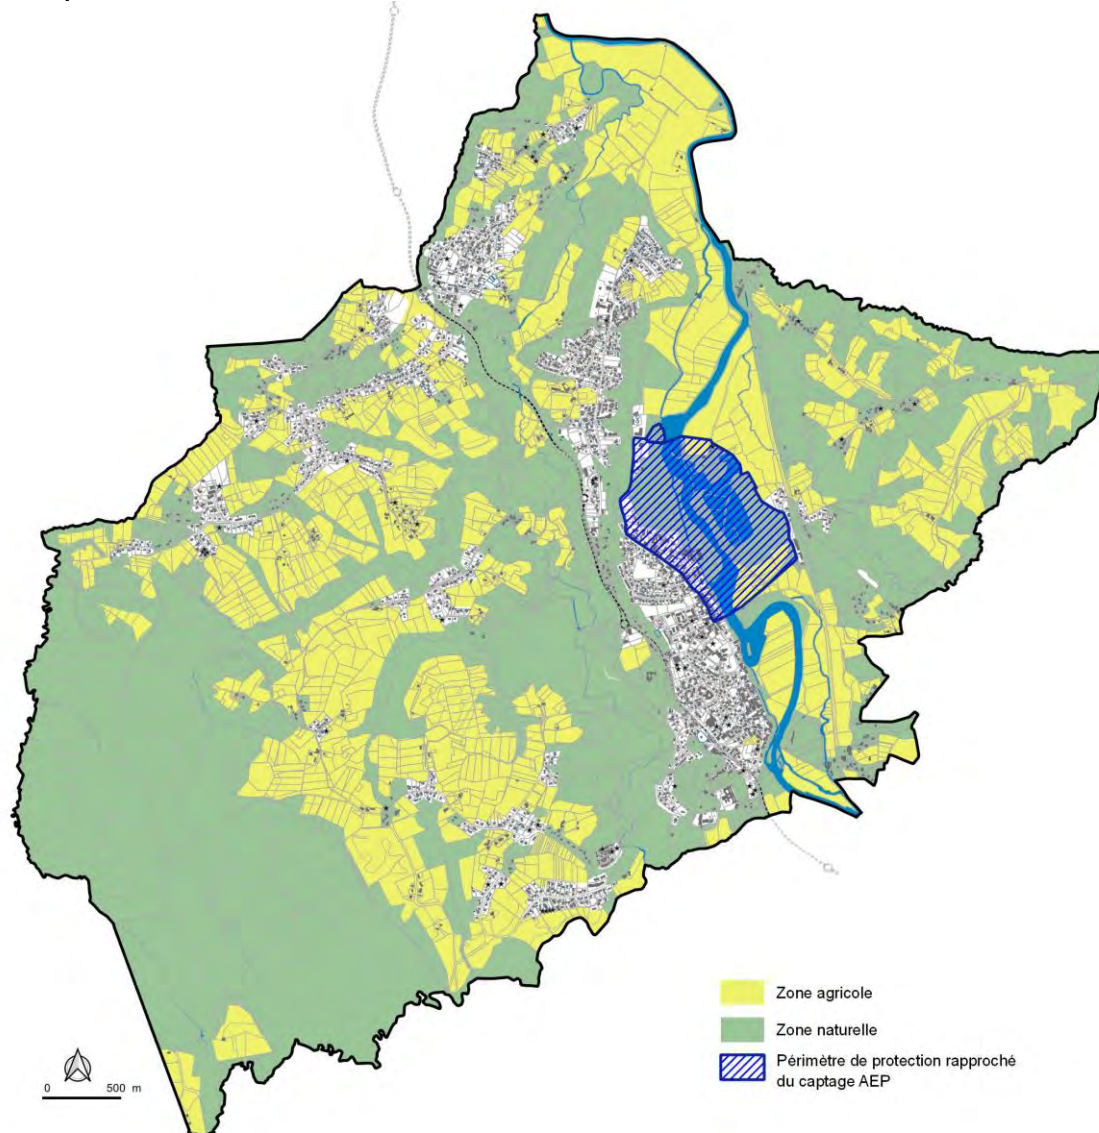 Zone agricole
Zone naturelle
Périmètre de protection rapproché
du captage AEP
0 500 m